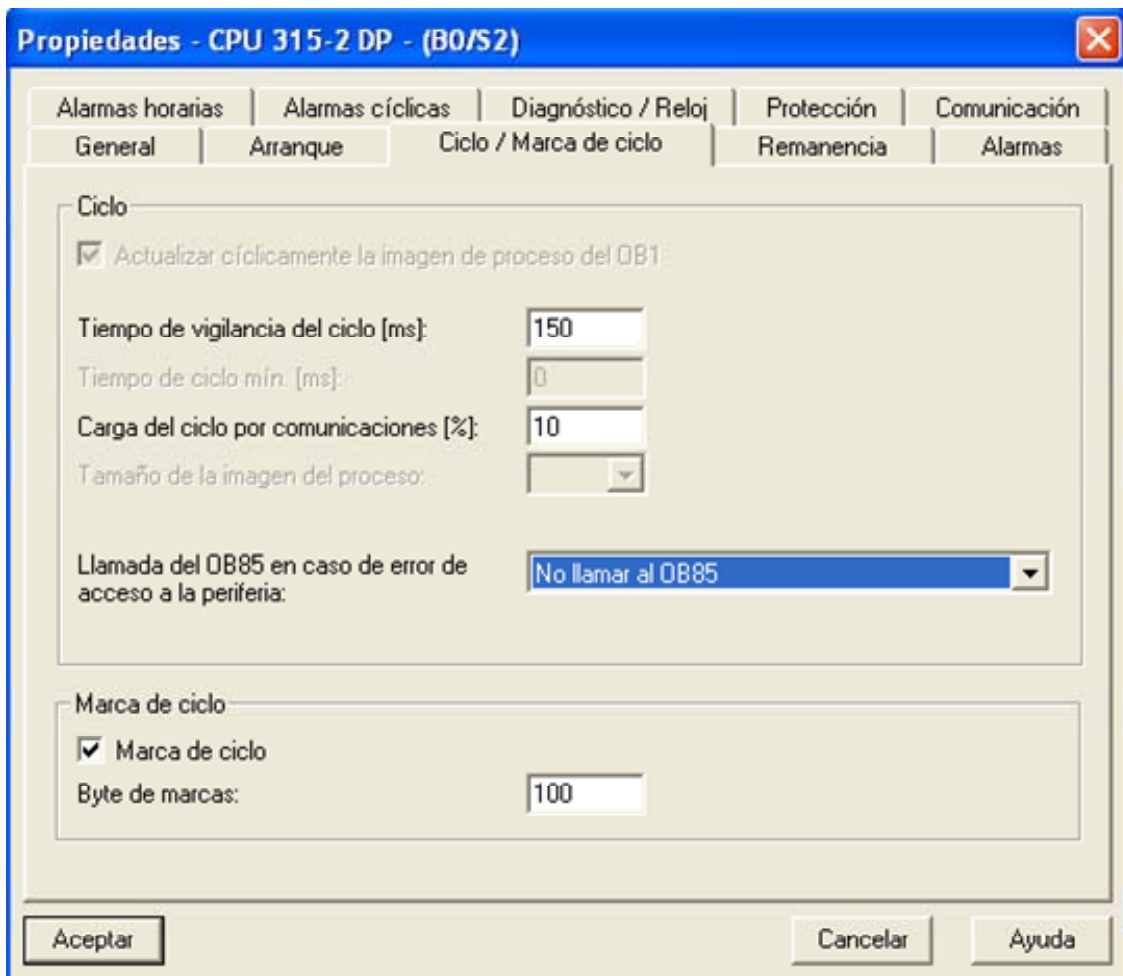 Propiedades - CPU 315-2 DP - (B0/S2)
Alarmas horarias
Alarmas cíclicas
Diagnóstico / Reloj
Protección
Comunicación
General
Arranque
Ciclo / Marca de ciclo
Remanencia
Alarmas
Ciclo
Actualizar cíclicamente la imagen de proceso del OB1
Tiempo de vigilancia del ciclo [ms]:
150
Tiempo de ciclo mín. [ms]:
0
Carga del ciclo por comunicaciones [%]:
10
Tamaño de la imagen del proceso:
Llamada del OB85 en caso de error de
acceso a la periferia:
No llamar al OB85
Marca de ciclo
Marca de ciclo
Byte de marcas:
100
Aceptar
Cancelar
Ayuda